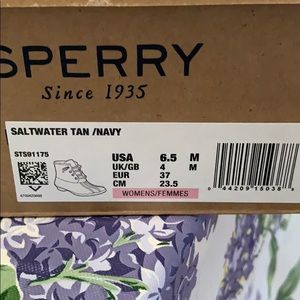 SPERRY
Since 1935
SALTWATER TAN /NAVY
STS91175
USA 6.5 M
UK/GB 4 M
EUR 37
CM 23.5
WOMENS/FEMMES